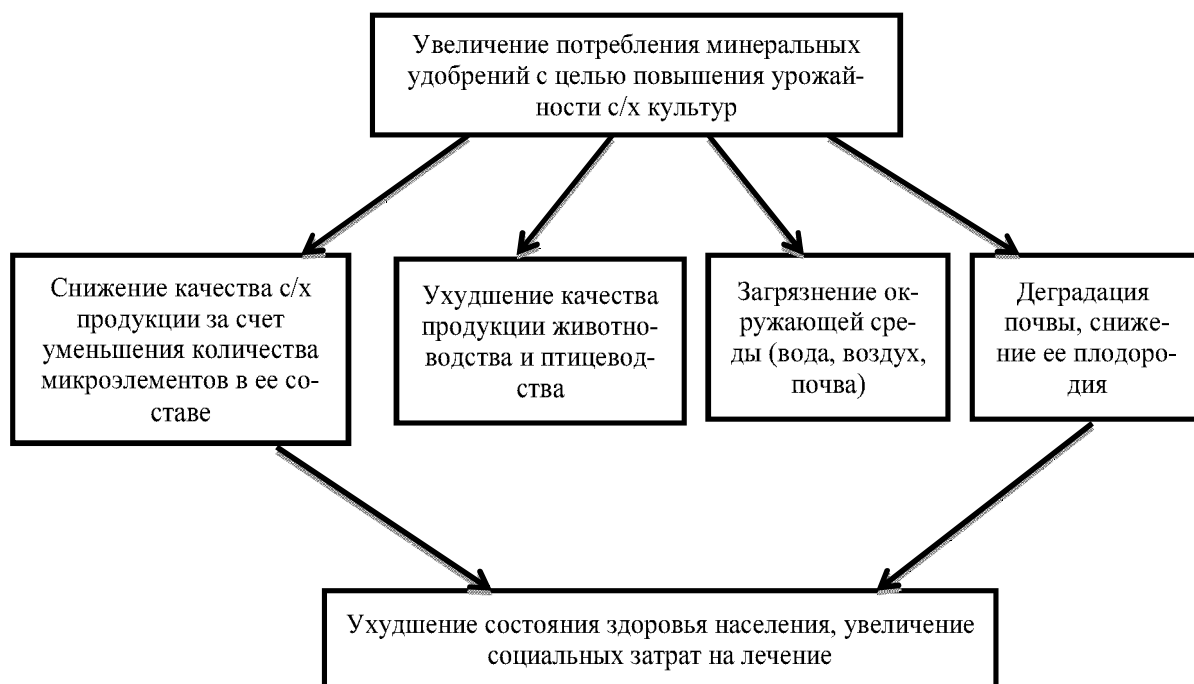 Увеличение потребления минеральных
удобрений с целью повышения урожай-
ности с/х культур
Снижение качества с/х
продукции за счет
уменьшения количества
микроэлементов в ее со-
ставе
Ухудшение качества
продукции животно-
водства и птицевод-
ства
Загрязнение ок-
ружающей сре-
ды (вода, воздух,
почва)
Деградация
почвы, сниже-
ние ее плодоро-
дия
Ухудшение состояния здоровья населения, увеличение
социальных затрат на лечение